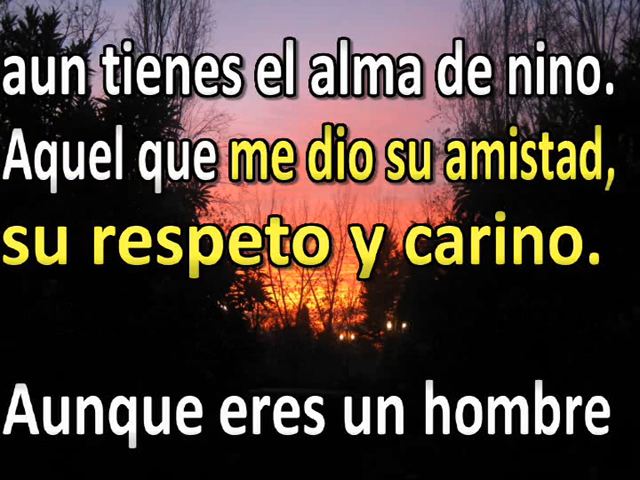 aun tienes el alma de nino.
Aquel que me dio su amistad,
su respeto y carino.
Aunque eres un hombre